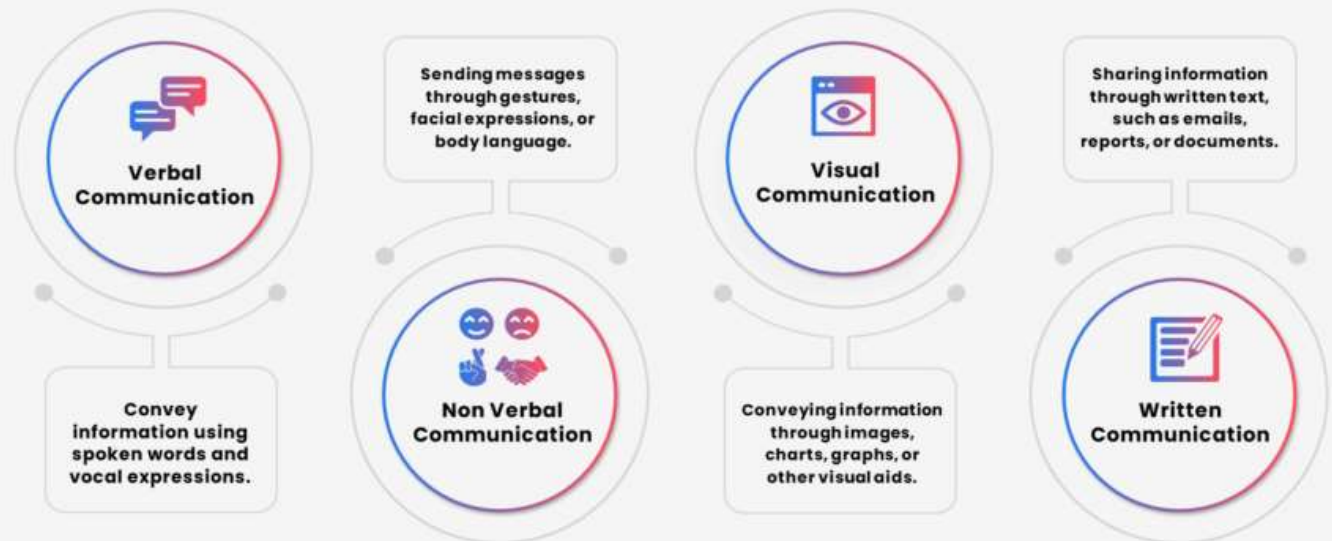 Verbal
Communication
Convey
information using
spoken words and
vocal expressions.
Sending messages
through gestures,
facial expressions, or
body language.
Non Verbal
Communication
Visual
Communication
Conveying information
through images,
charts, graphs, or
other visual aids.
Sharing information
through written text,
such as emails,
reports, or documents.
Written
Communication